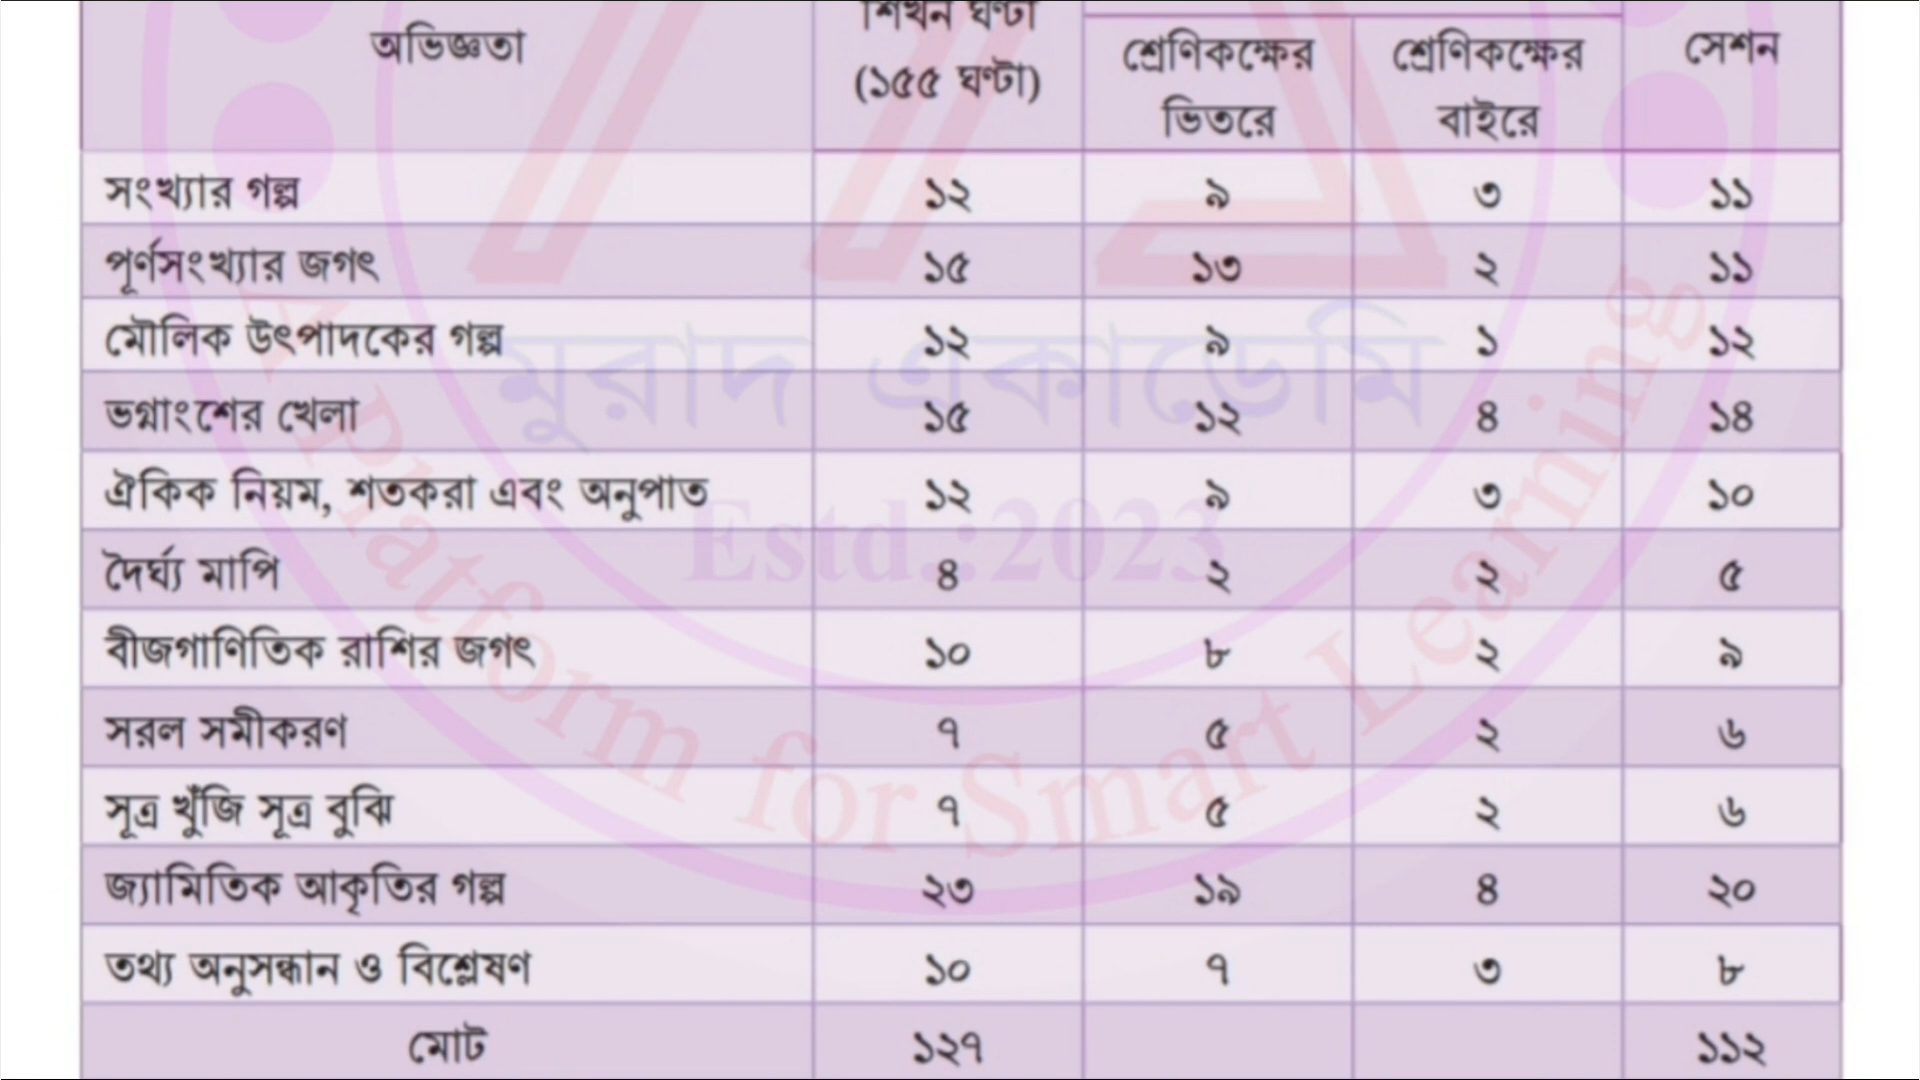 অভিজ্ঞতা শিখন ঘণ্টা (১৫৫ ঘণ্টা) শ্রেণিকক্ষের ভিতরে শ্রেণিকক্ষের বাইরে সেশন
সংখ্যার গল্প ১২ ৯ ৩ ১১
পূর্ণসংখ্যার জগৎ ১৫ ১৩ ২ ১১
মৌলিক উৎপাদকের গল্প ১২ ৯ ১ ১২
ভগ্নাংশের খেলা ১৫ ১২ ৪ ১৪
ঐকিক নিয়ম, শতকরা এবং অনুপাত ১২ ৯ ৩ ১০
দৈর্ঘ্য মাপি ৪ ২ ২ ৫
বীজগাণিতিক রাশির জগৎ ১০ ৮ ২ ৯
সরল সমীকরণ ৭ ৫ ২ ৬
সূত্র খুঁজি সূত্র বুঝি ৭ ৫ ২ ৬
জ্যামিতিক আকৃতির গল্প ২৩ ১৯ ৪ ২০
তথ্য অনুসন্ধান ও বিশ্লেষণ ১০ ৭ ৩ ৮
মোট ১২৭ ১১২
মুরাদ একাডেমি
Estd.:2023
A Platform for Smart Learning